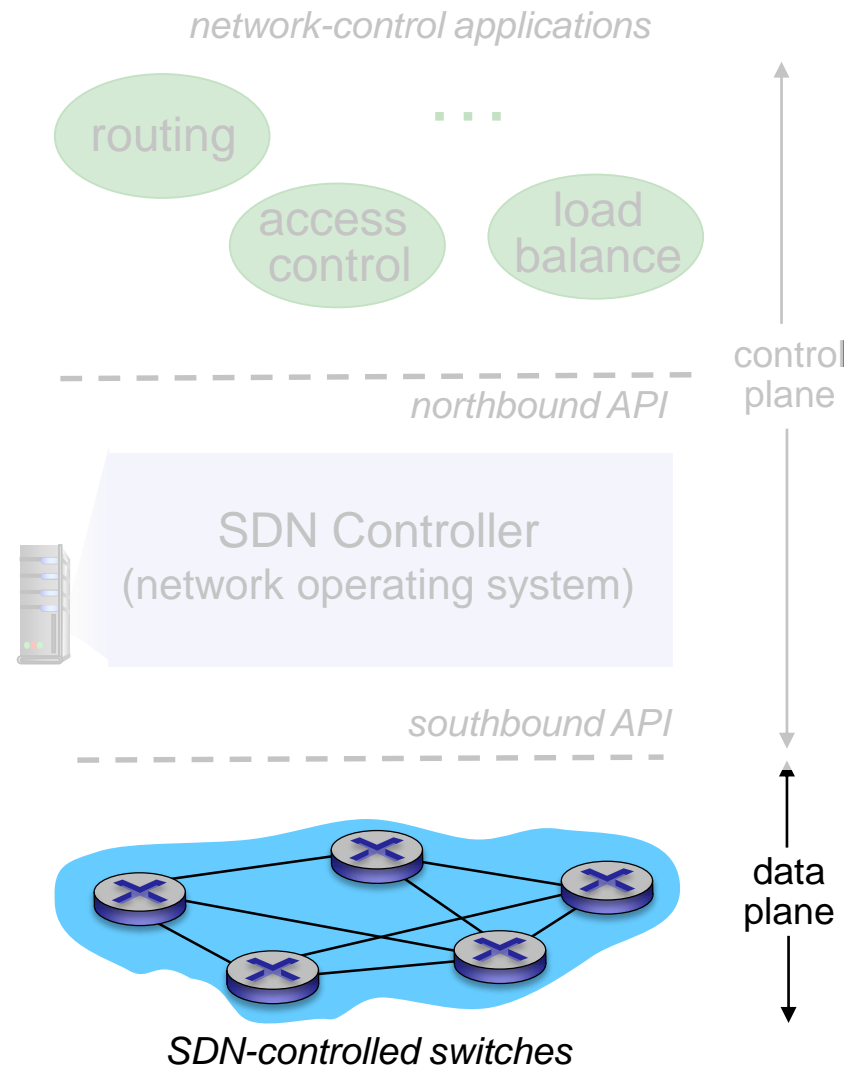 network-control applications
routing
...
access
control
load
balance
control
plane
northbound API
SDN Controller
(network operating system)
southbound API
data
plane
SDN-controlled switches